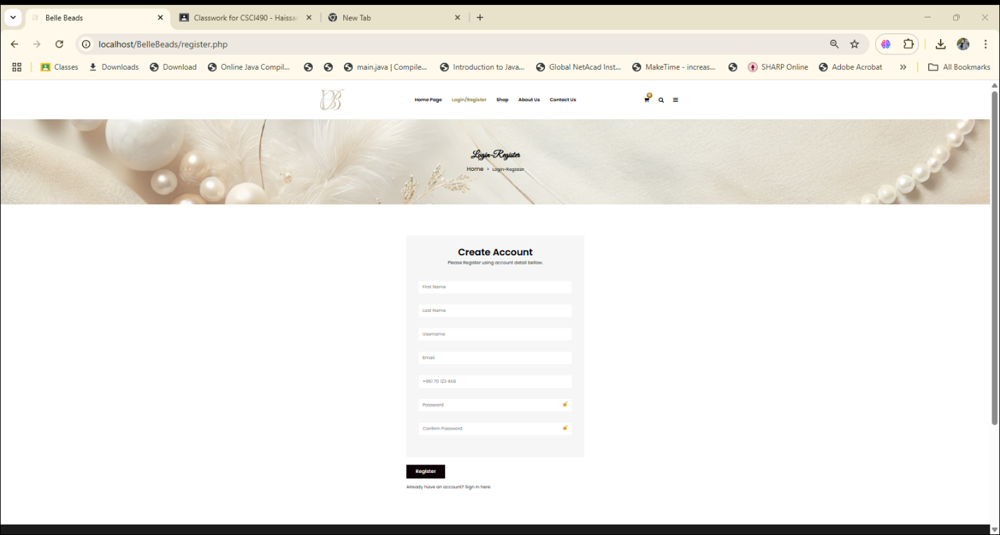 Belle Beads
Classwork for CSCI490 - Haissar
New Tab
localhost/BelleBeads/register.php
Classes
Downloads
Download
Online Java Compil...
main.java | Compile...
Introduction to Java...
Global NetAcad Inst...
MakeTime - increas...
SHARP Online
Adobe Acrobat
All Bookmarks
BB
Home Page
Login/Register
Shop
About Us
Contact Us
0
Login-Register
Home > Login-Register
Create Account
Please Register using account detail bellow.
First Name
Last Name
Username
Email
+961 70 123 456
Password
Confirm Password
Register
Already have an account? Sign in here